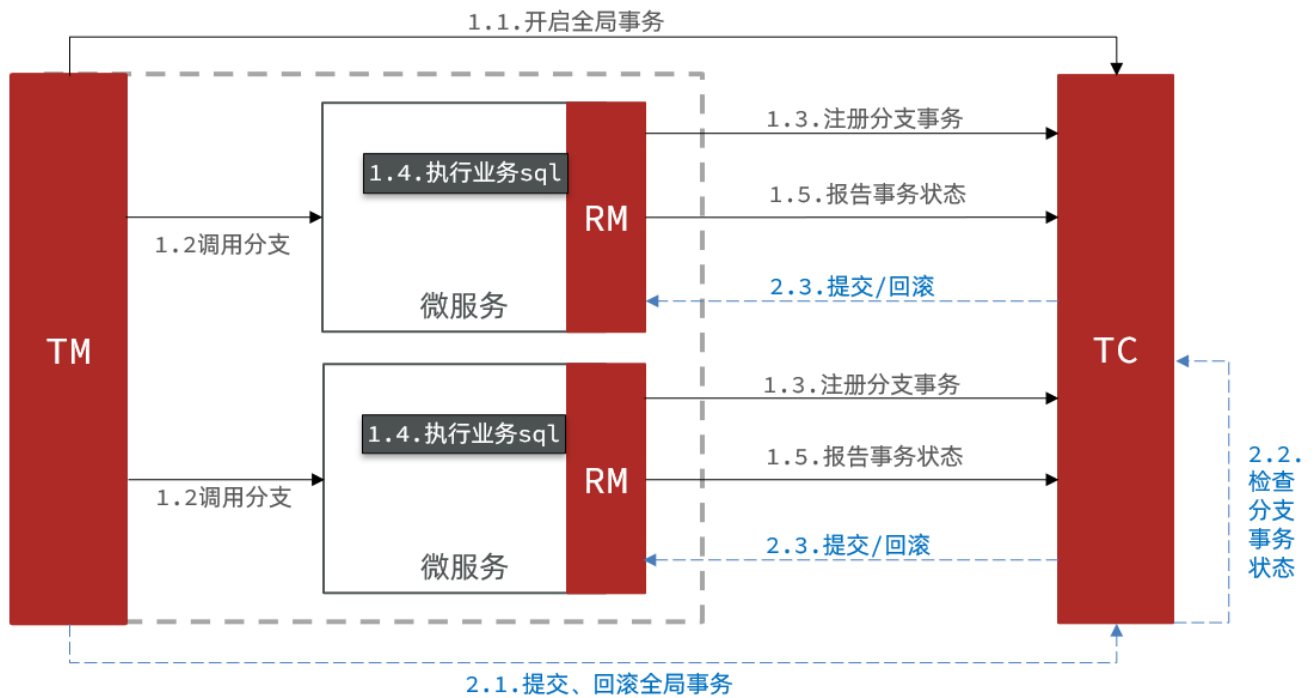 1.1.开启全局事务
1.3.注册分支事务
1.4.执行业务sql
1.5.报告事务状态
RM
1.2调用分支
2.3.提交/回滚
微服务
TM
TC
1.3.注册分支事务
1.4.执行业务sql
1.5.报告事务状态
RM
1.2调用分支
2.2.
检查
分支
事务
状态
2.3.提交/回滚
微服务
2.1.提交、回滚全局事务